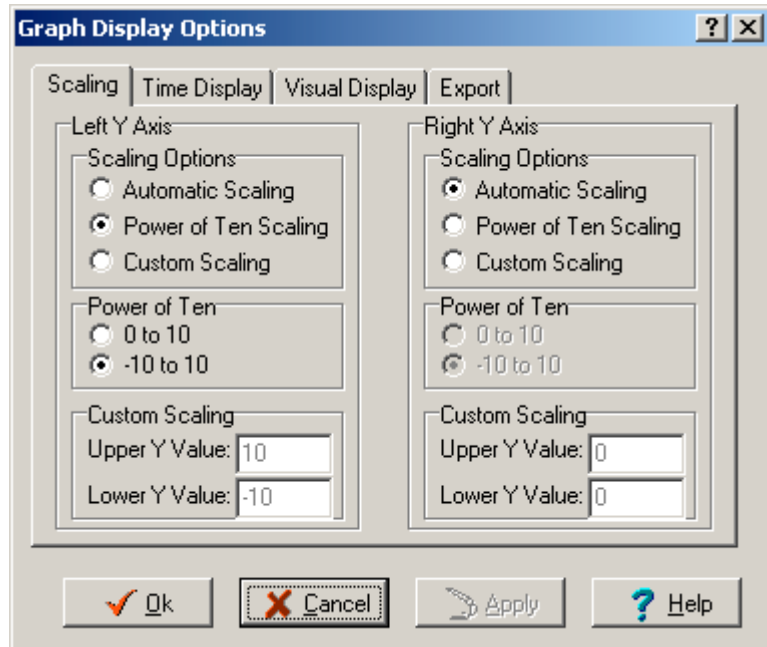 Graph Display Options
Scaling
Time Display
Visual Display
Export
Left Y Axis
Scaling Options
Automatic Scaling
Power of Ten Scaling
Custom Scaling
Power of Ten
0 to 10
-10 to 10
Custom Scaling
Upper Y Value: 10
Lower Y Value: -10
Right Y Axis
Scaling Options
Automatic Scaling
Power of Ten Scaling
Custom Scaling
Power of Ten
0 to 10
-10 to 10
Custom Scaling
Upper Y Value: 0
Lower Y Value: 0
Ok
Cancel
Apply
? Help